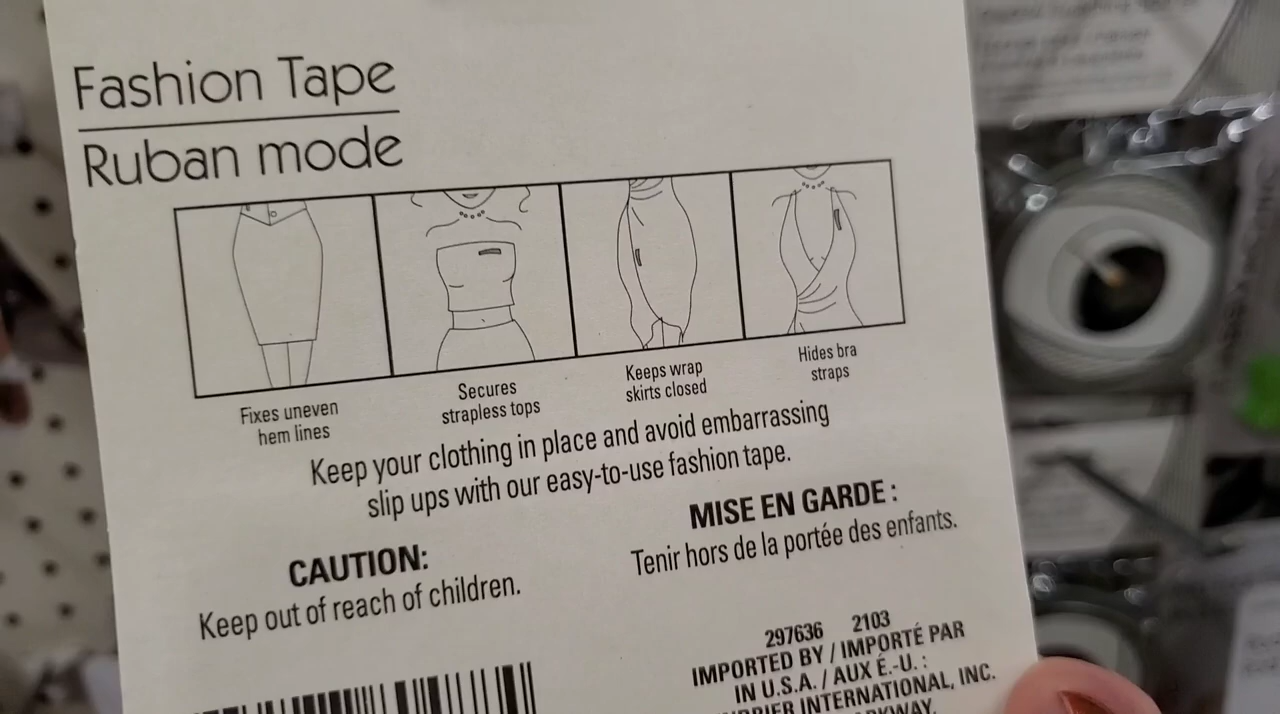 Fashion Tape
Ruban mode
Fixes uneven
hem lines
Secures
strapless tops
Keeps wrap
skirts closed
Hides bra
straps
Keep your clothing in place and avoid embarrassing
slip ups with our easy-to-use fashion tape.
CAUTION:
Keep out of reach of children.
MISE EN GARDE :
Tenir hors de la portée des enfants.
297636 2103
IMPORTED BY / IMPORTÉ PAR
IN U.S.A. / AUX É.-U. :
INTERNATIONAL, INC.